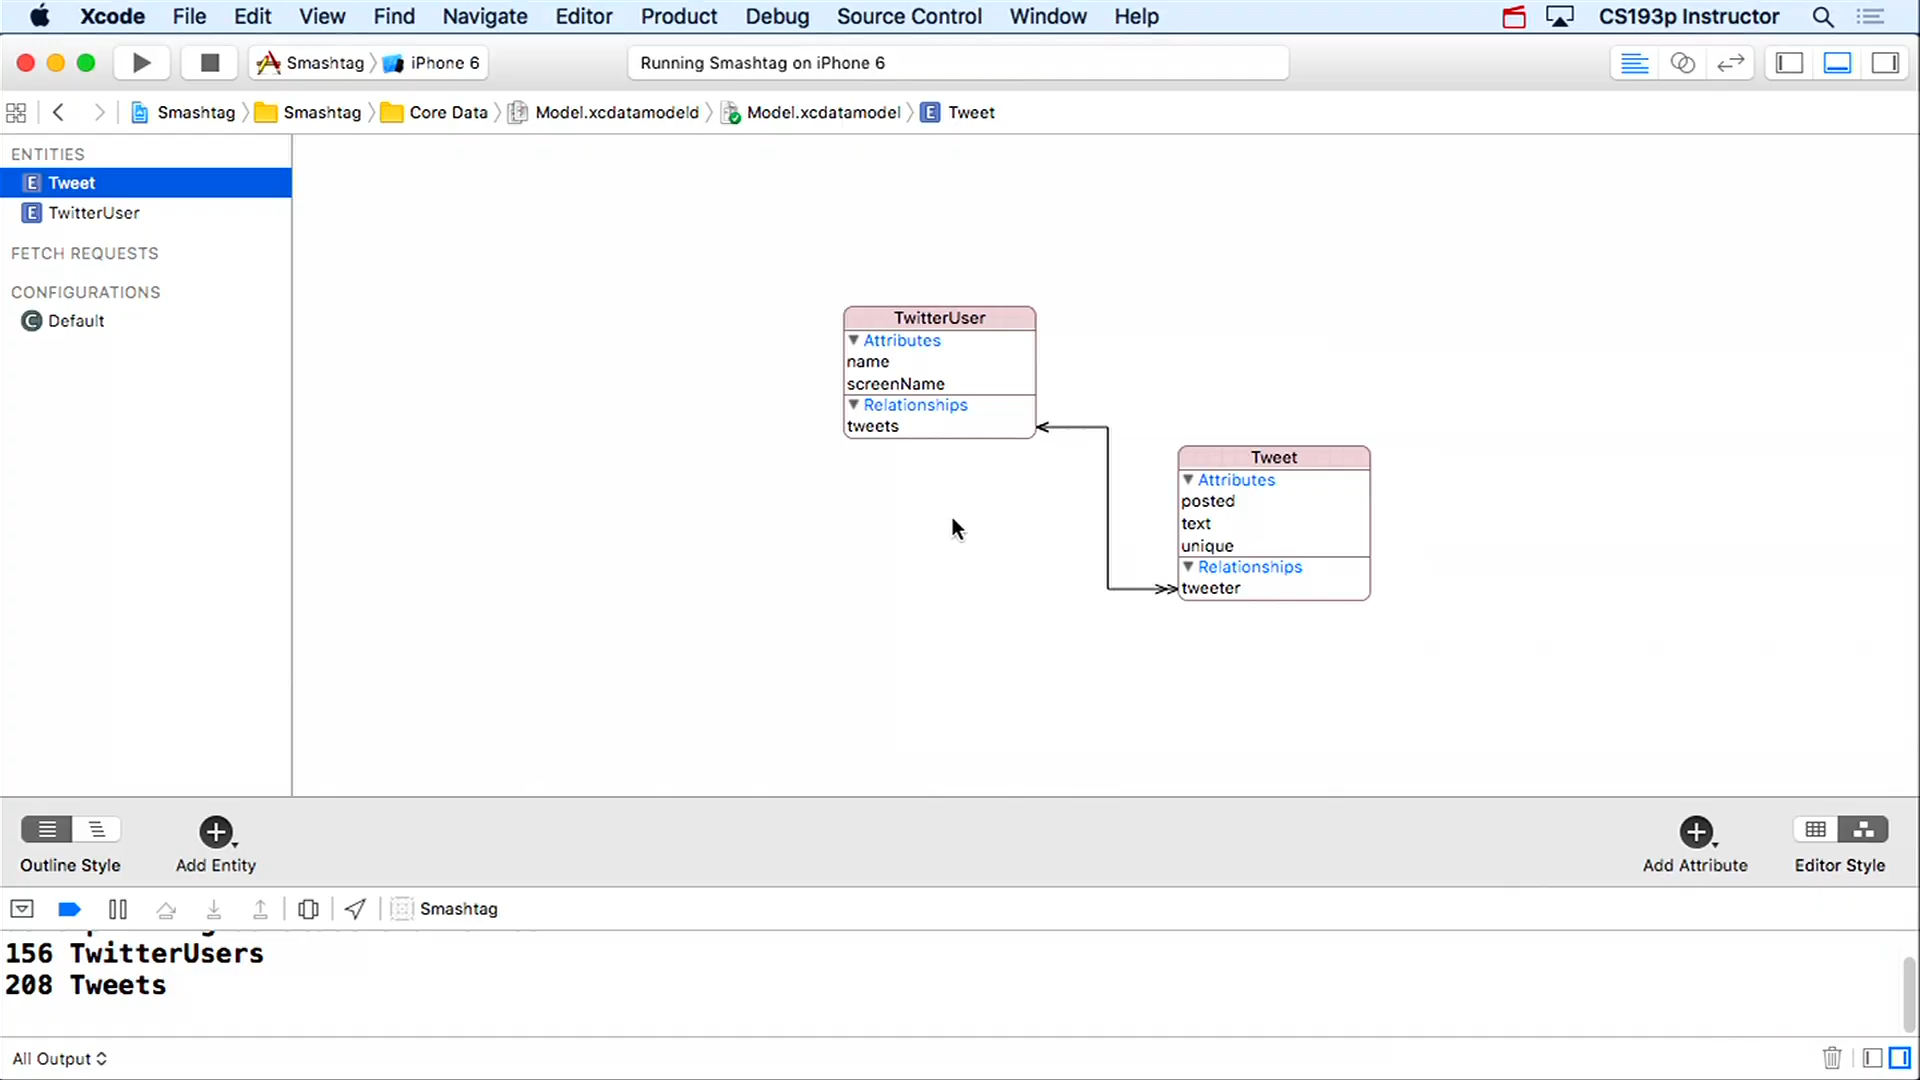 Xcode File Edit View Find Navigate Editor Product Debug Source Control Window Help CS193p Instructor
Smashtag iPhone 6 Running Smashtag on iPhone 6
Smashtag Smashtag Core Data Model.xcdatamodeld Model.xcdatamodel E Tweet
ENTITIES
E Tweet
E TwitterUser
FETCH REQUESTS
CONFIGURATIONS
C Default
TwitterUser
Attributes
name
screenName
Relationships
tweets
Tweet
Attributes
posted
text
unique
Relationships
tweeter
Outline Style Add Entity Add Attribute Editor Style
Smashtag
156 TwitterUsers
208 Tweets
All Output